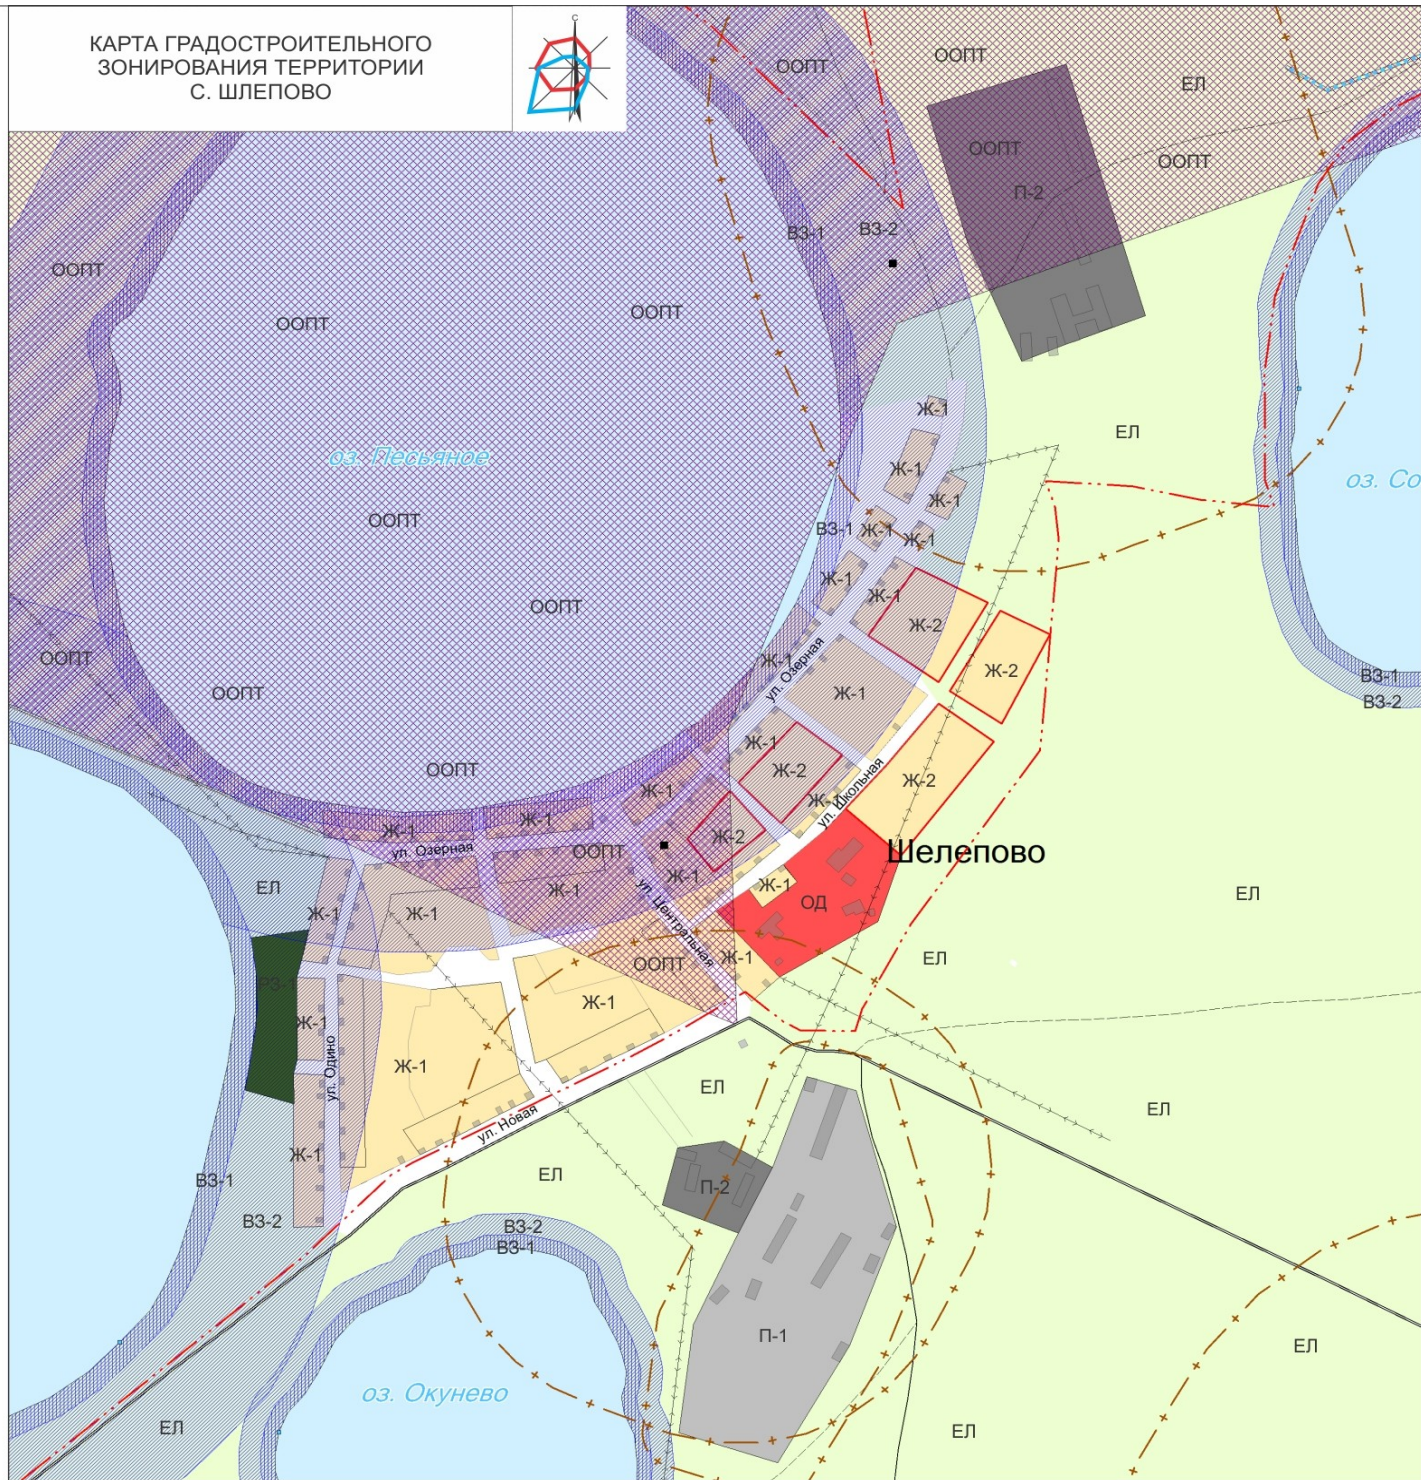 КАРТА ГРАДОСТРОИТЕЛЬНОГО
ЗОНИРОВАНИЯ ТЕРРИТОРИИ
С. ШЛЕПОВО
С
ООПТ
ООПТ
ЕЛ
ООПТ
ООПТ
П-2
ВЗ-1
ВЗ-2
ООПТ
ООПТ
ООПТ
Ж-1
ЕЛ
оз. Песьяное
Ж-1
оз. Со
Ж-1
ООПТ
ВЗ-1
Ж-1
Ж-1
Ж-1
Ж-1
ООПТ
Ж-2
ООПТ
Ж-1
ул. Озерная
Ж-2
ВЗ-1
ООПТ
Ж-1
ВЗ-2
Ж-1
ООПТ
Ж-2
Ж-2
Ж-1
Ж-1
ул. Школьная
Ж-1
Ж-1
Ж-2
ул. Озерная
ООПТ
Шелепово
Ж-1
Ж-1
Ж-1
ЕЛ
ЕЛ
Ж-1
Ж-1
ОД
ул. Центральная
ООПТ
Ж-1
ЕЛ
РЗ-1
Ж-1
Ж-1
ул. Одино
Ж-1
ЕЛ
ЕЛ
ул. Новая
Ж-1
ЕЛ
П-2
ВЗ-1
ВЗ-2
ВЗ-2
ВЗ-1
П-1
ЕЛ
оз. Окунево
ЕЛ
ЕЛ